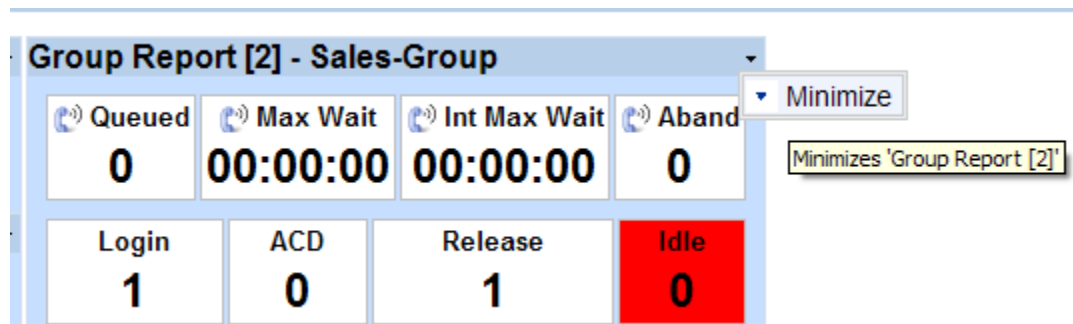 Group Report [2] - Sales-Group
Minimize
Queued Max Wait Int Max Wait Aband
0 00:00:00 00:00:00 0
Minimizes 'Group Report [2]'
Login ACD Release Idle
1 0 1 0